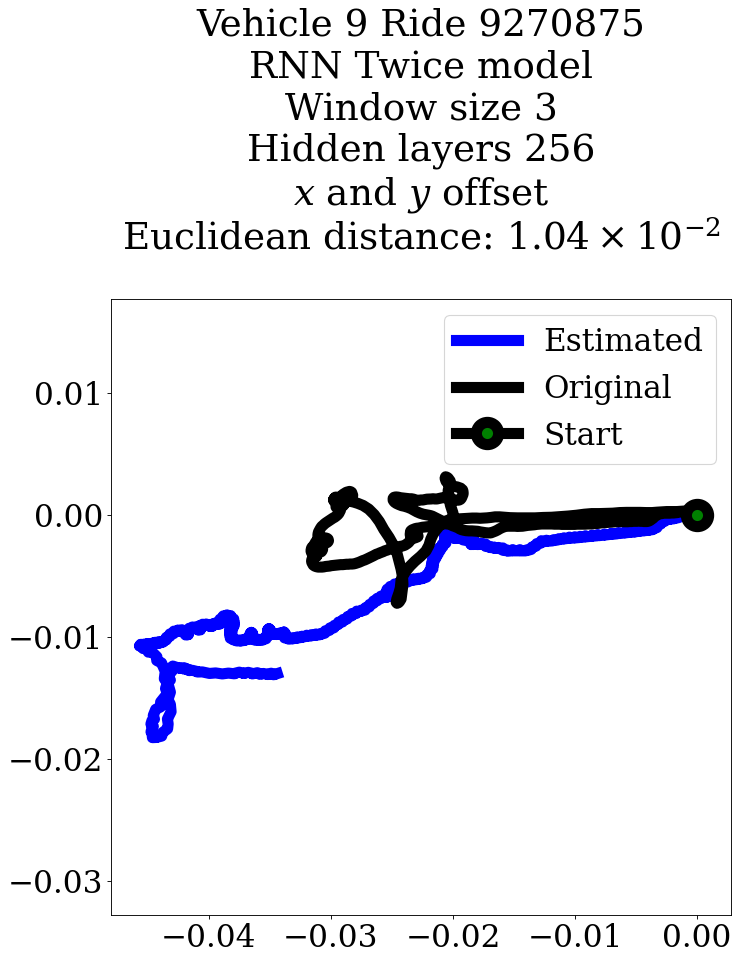 Vehicle 9 Ride 9270875
RNN Twice model
Window size 3
Hidden layers 256
x and y offset
Euclidean distance: 1.04 × 10⁻²
Estimated
Original
Start
0.01
0.00
−0.01
−0.02
−0.03
−0.04 −0.03 −0.02 −0.01 0.00